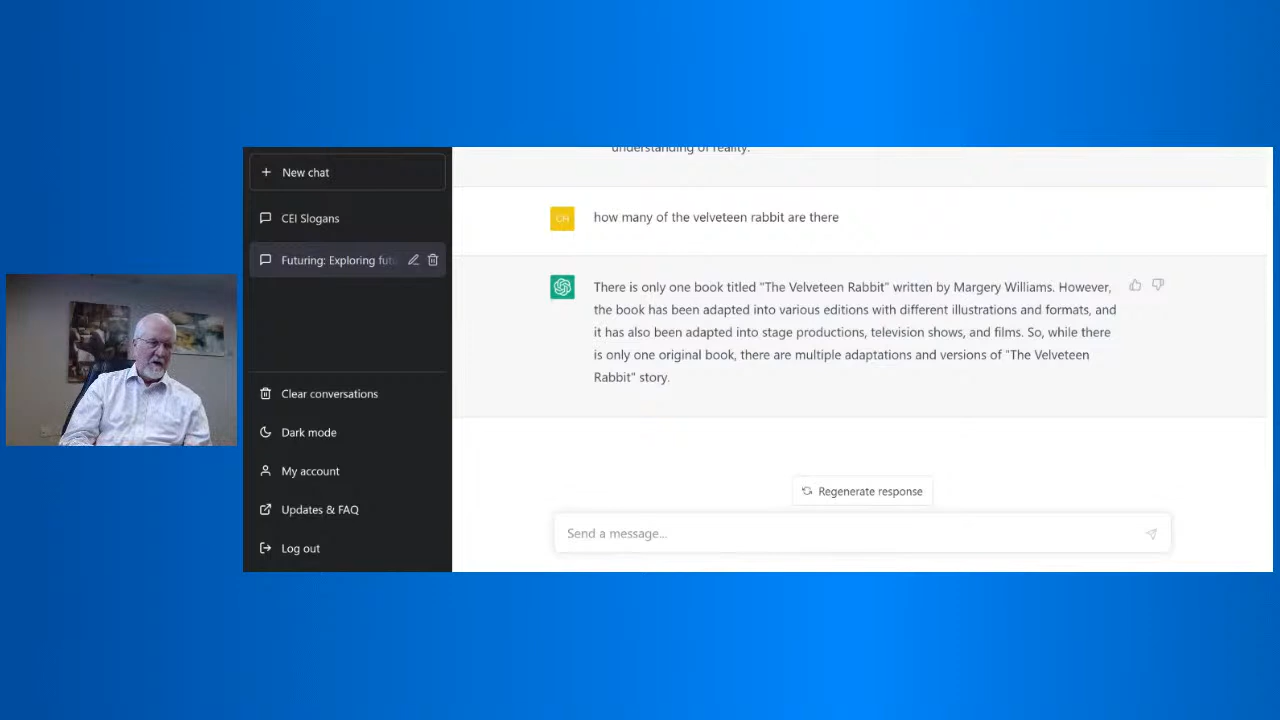 understanding of reality.
New chat
CEI Slogans
Futuring: Exploring futu
Clear conversations
Dark mode
My account
Updates & FAQ
Log out
CH
how many of the velveteen rabbit are there
There is only one book titled "The Velveteen Rabbit" written by Margery Williams. However,
the book has been adapted into various editions with different illustrations and formats, and
it has also been adapted into stage productions, television shows, and films. So, while there
is only one original book, there are multiple adaptations and versions of "The Velveteen
Rabbit" story.
Regenerate response
Send a message...